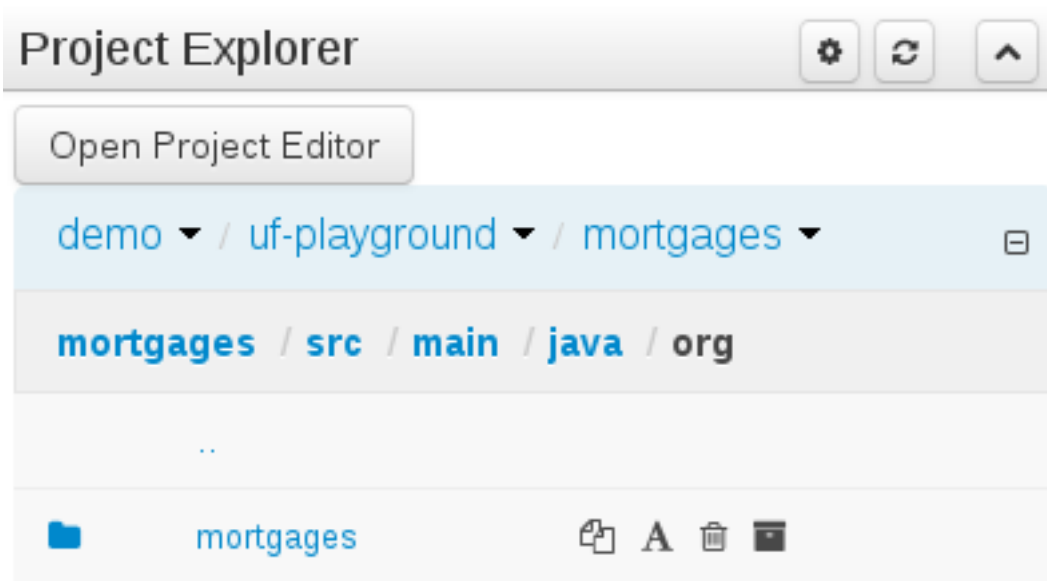 Project Explorer
Open Project Editor
demo / uf-playground / mortgages
mortgages / src / main / java / org
..
mortgages